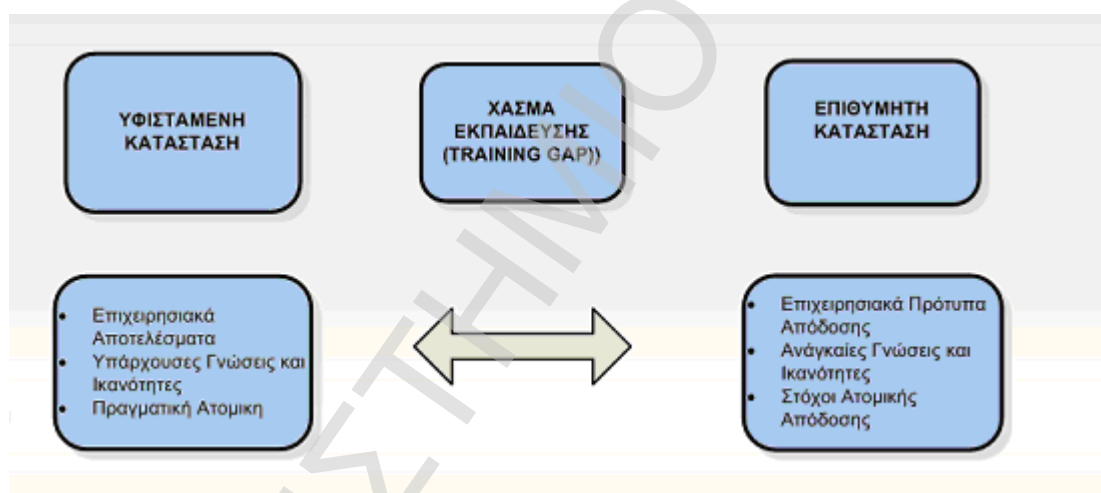 ΥΦΙΣΤΑΜΕΝΗ
ΚΑΤΑΣΤΑΣΗ
ΧΑΣΜΑ
ΕΚΠΑΙΔΕΥΣΗΣ
(TRAINING GAP))
ΕΠΙΘΥΜΗΤΗ
ΚΑΤΑΣΤΑΣΗ
• Επιχειρησιακά
Αποτελέσματα
• Υπάρχουσες Γνώσεις και
Ικανότητες
• Πραγματική Ατομικη
• Επιχειρησιακά Πρότυπα
Απόδοσης
• Ανάγκαίες Γνώσεις και
Ικανότητες
• Στόχοι Ατομικής
Απόδοσης
ΣΤΗΜΙΟ